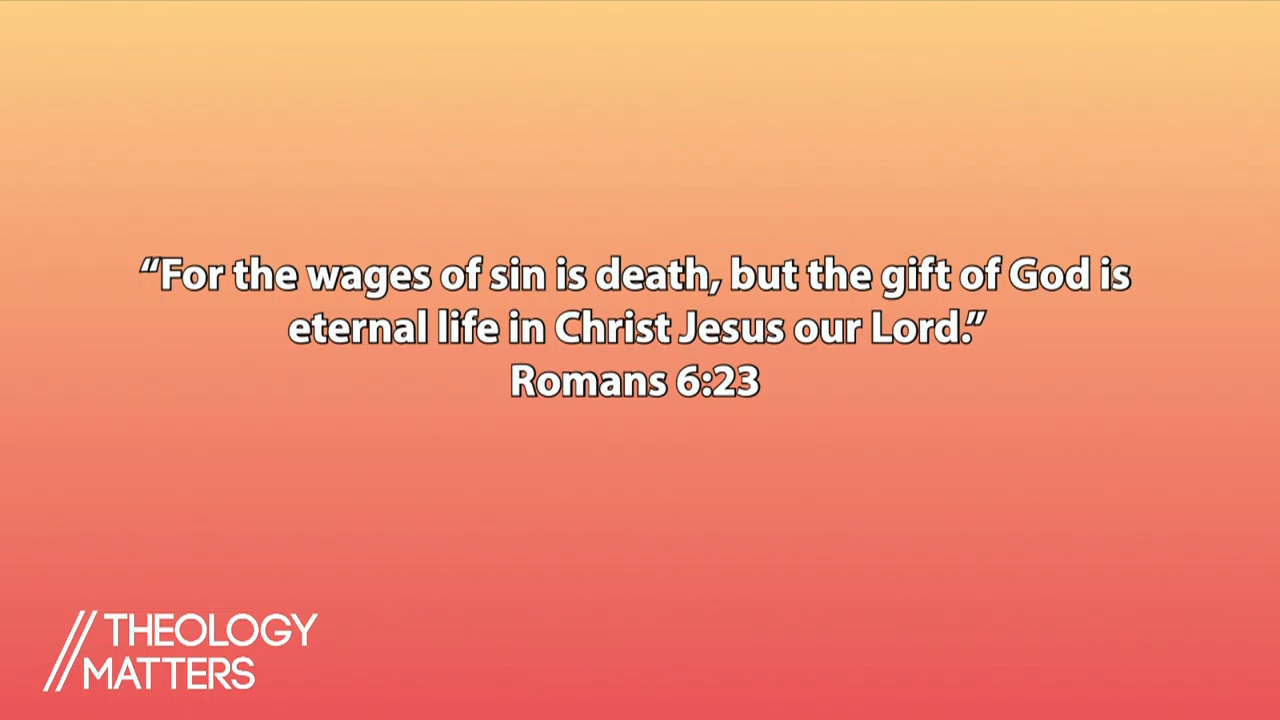 “For the wages of sin is death, but the gift of God is
eternal life in Christ Jesus our Lord.”
Romans 6:23
//THEOLOGY
MATTERS